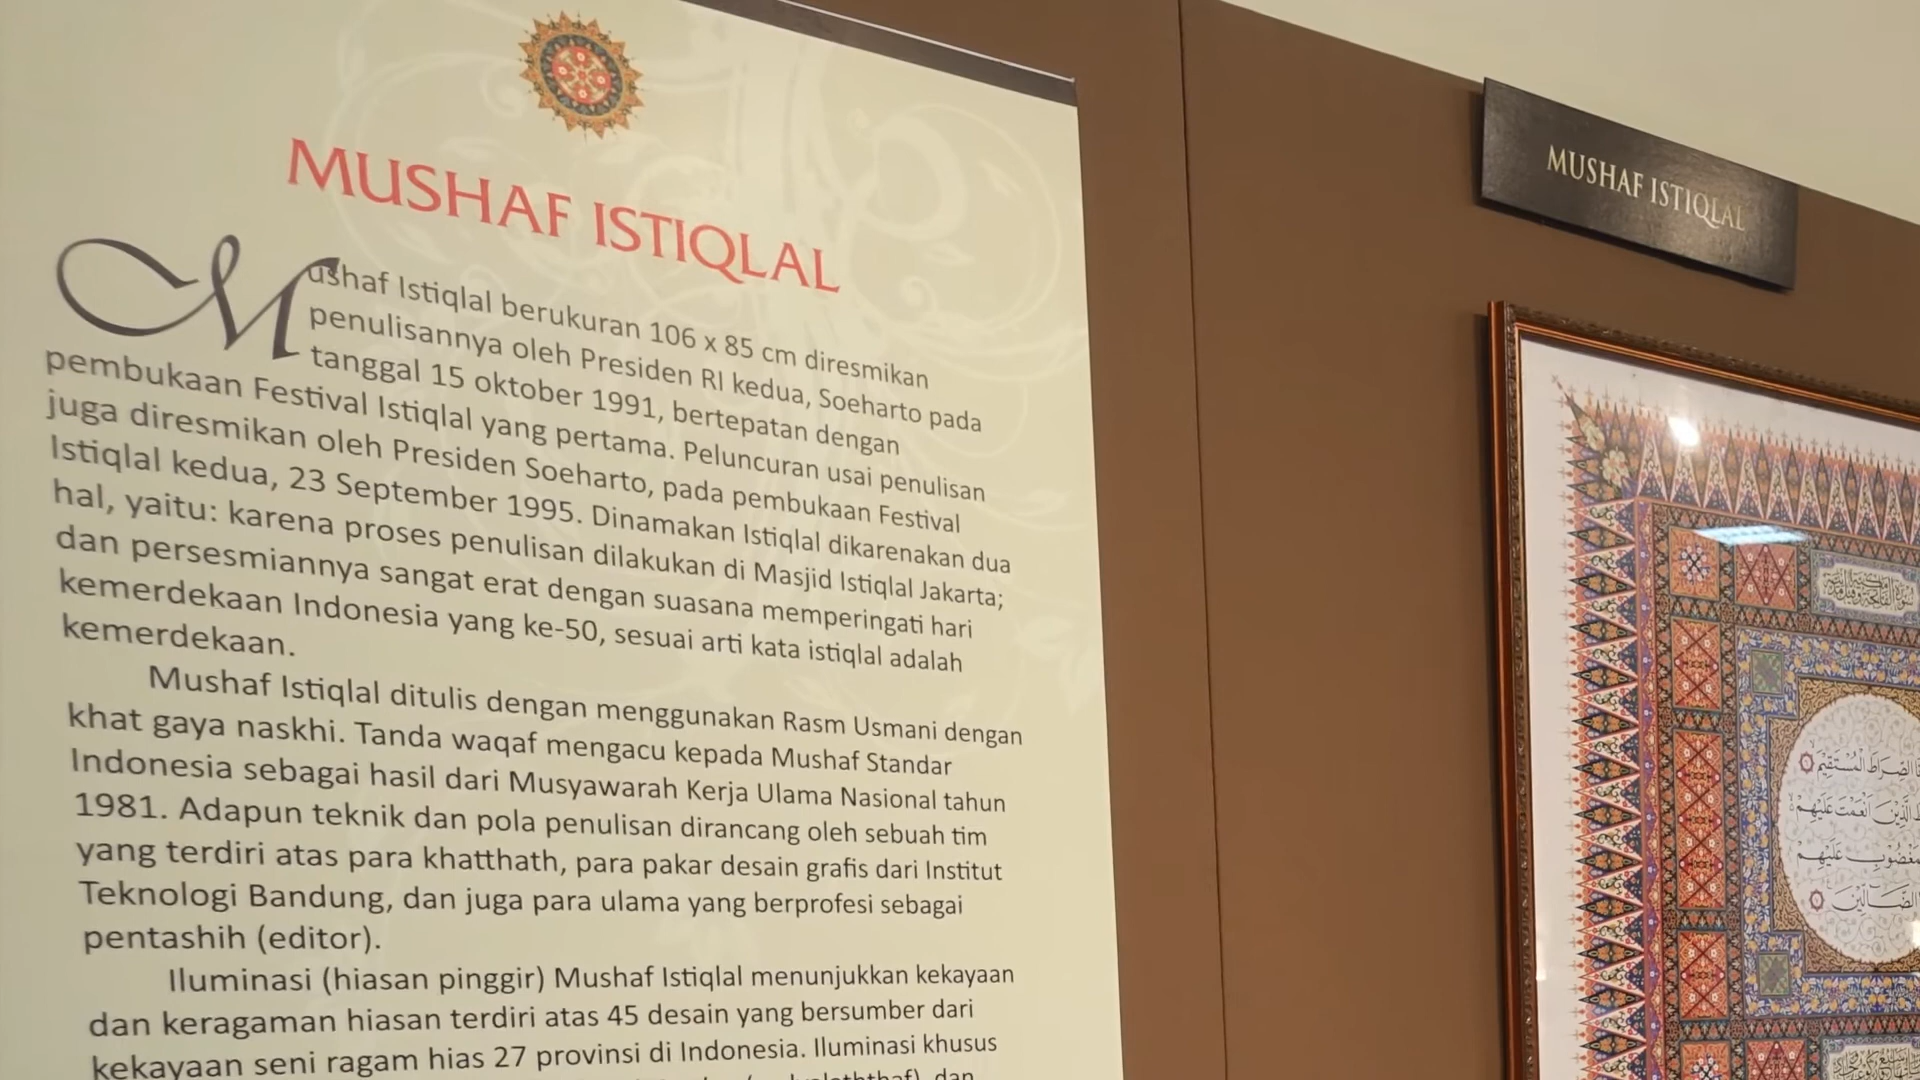 MUSHAF ISTIQLAL
Mushaf Istiqlal berukuran 106 x 85 cm diresmikan
penulisannya oleh Presiden RI kedua, Soeharto pada
tanggal 15 oktober 1991, bertepatan dengan
pembukaan Festival Istiqlal yang pertama. Peluncuran usai penulisan
juga diresmikan oleh Presiden Soeharto, pada pembukaan Festival
Istiqlal kedua, 23 September 1995. Dinamakan Istiqlal dikarenakan dua
hal, yaitu: karena proses penulisan dilakukan di Masjid Istiqlal Jakarta;
dan persesmiannya sangat erat dengan suasana memperingati hari
kemerdekaan Indonesia yang ke-50, sesuai arti kata istiqlal adalah
kemerdekaan.
Mushaf Istiqlal ditulis dengan menggunakan Rasm Usmani dengan
khat gaya naskhi. Tanda waqaf mengacu kepada Mushaf Standar
Indonesia sebagai hasil dari Musyawarah Kerja Ulama Nasional tahun
1981. Adapun teknik dan pola penulisan dirancang oleh sebuah tim
yang terdiri atas para khatthath, para pakar desain grafis dari Institut
Teknologi Bandung, dan juga para ulama yang berprofesi sebagai
pentashih (editor).
Iluminasi (hiasan pinggir) Mushaf Istiqlal menunjukkan kekayaan
dan keragaman hiasan terdiri atas 45 desain yang bersumber dari
kekayaan seni ragam hias 27 provinsi di Indonesia. Iluminasi khusus
dan
MUSHAF ISTIQLAL
الصِّرَاطَ الْمُسْتَقِيْمَ
الَّذِيْنَ اَنْعَمْتَ عَلَيْهِمْ
عَلَيْهِمْ
الضَّاۤلِّيْنَ